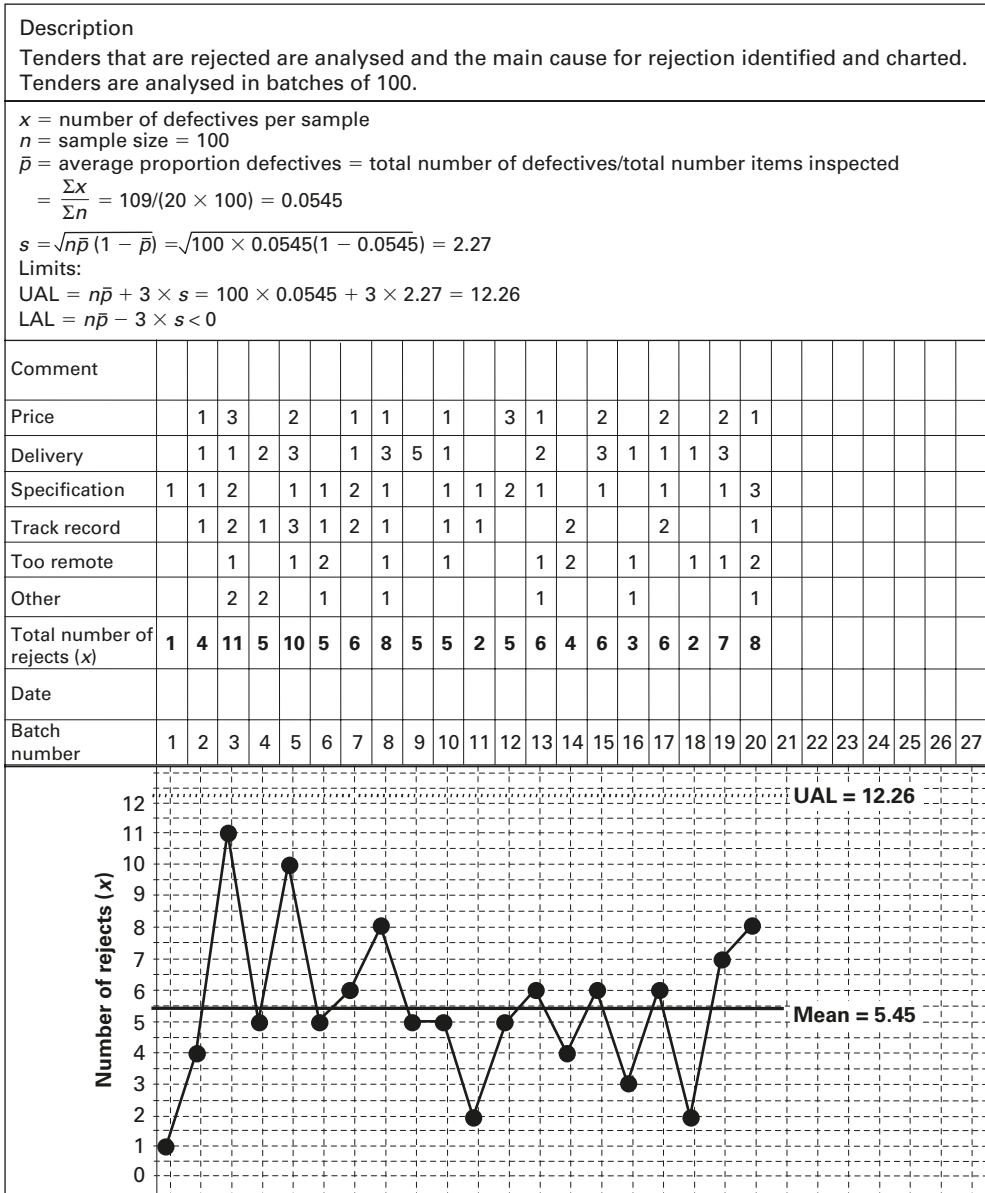 Description
Tenders that are rejected are analysed and the main cause for rejection identified and charted.
Tenders are analysed in batches of 100.
x = number of defectives per sample
n = sample size = 100
p̄ = average proportion defectives = total number of defectives/total number items inspected
= Σx/Σn = 109/(20 × 100) = 0.0545
s = √np̄ (1 − p̄) = √100 × 0.0545(1 − 0.0545) = 2.27
Limits:
UAL = np̄ + 3 × s = 100 × 0.0545 + 3 × 2.27 = 12.26
LAL = np̄ − 3 × s < 0
Comment
Price 1 3 2 1 1 1 3 1 2 2 2 1
Delivery 1 1 2 3 1 3 5 1 2 3 1 1 1 3
Specification 1 1 2 1 1 2 1 1 1 2 1 1 1 1 3
Track record 1 2 1 3 1 2 1 1 1 2 2 1
Too remote 1 1 2 1 1 1 2 1 1 1 2
Other 2 2 1 1 1 1 1
Total number of
rejects (x) 1 4 11 5 10 5 6 8 5 5 2 5 6 4 6 3 6 2 7 8
Date
Batch
number 1 2 3 4 5 6 7 8 9 10 11 12 13 14 15 16 17 18 19 20 21 22 23 24 25 26 27
Number of rejects (x)
12
11
10
9
8
7
6
5
4
3
2
1
0
UAL = 12.26
Mean = 5.45